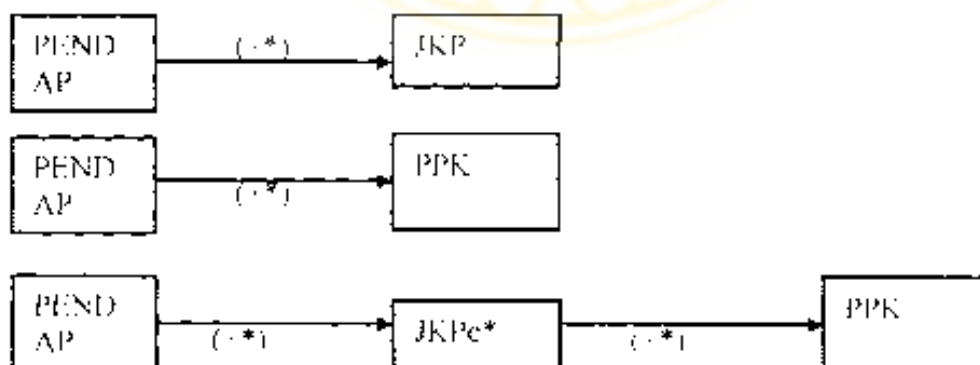 PEND
AP
(-*)
JKP
PEND
AP
(-*)
PPK
PEND
AP
(-*)
JKPe*
(-*)
PPK